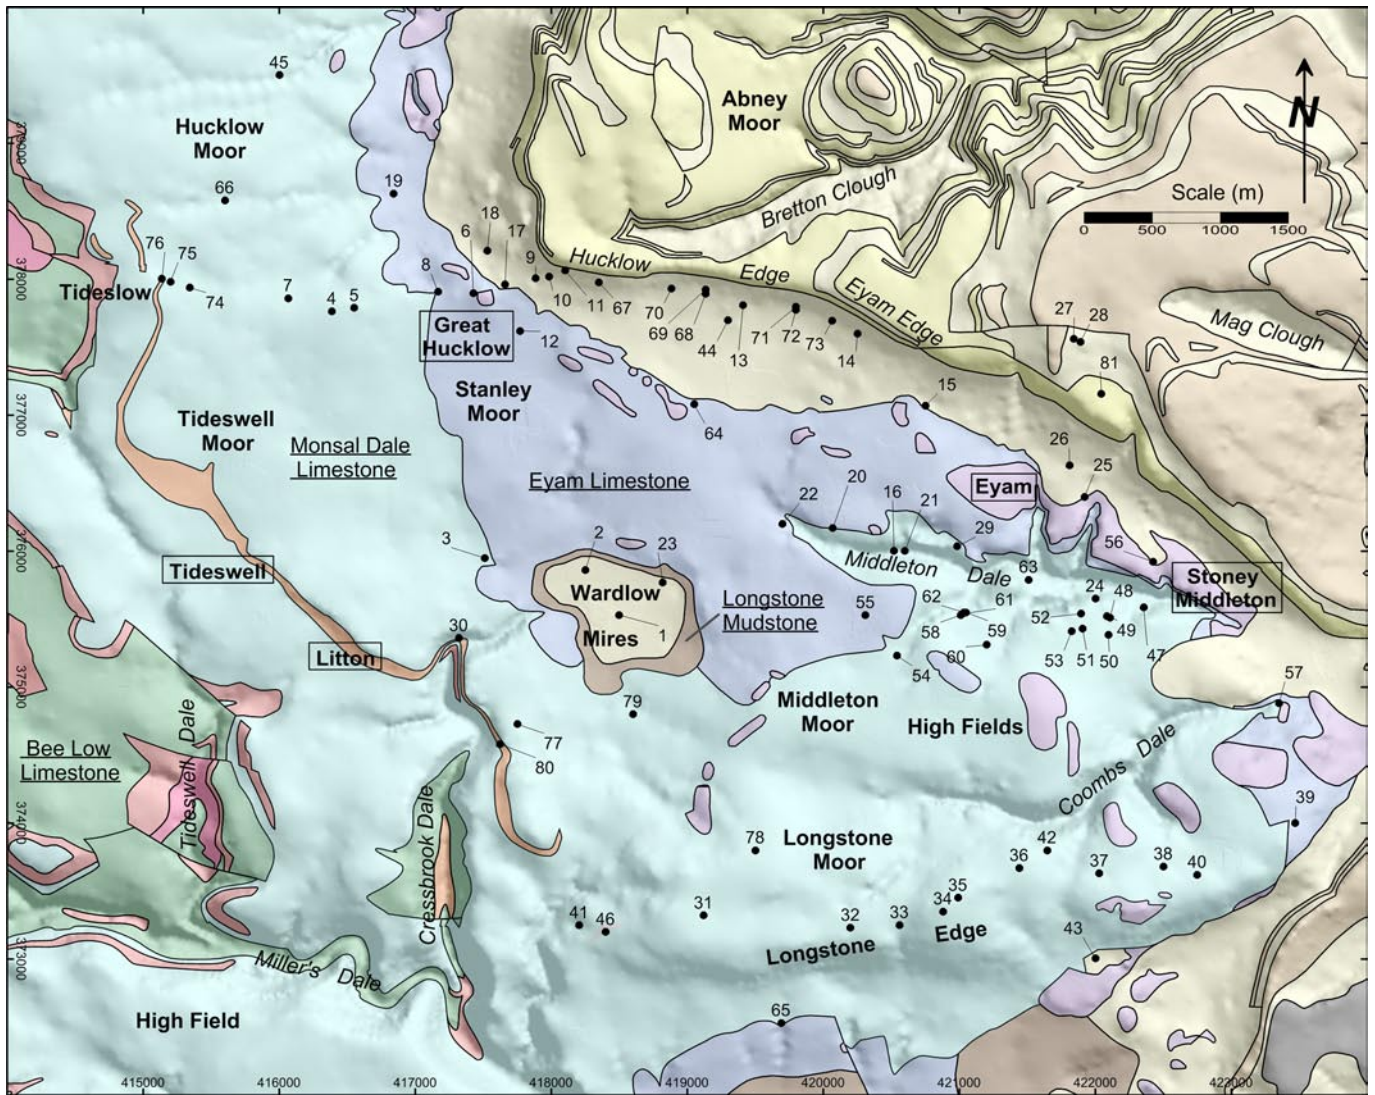 45
Hucklow
Moor
Abney
Moor
N
Scale (m)
0 500 1000 1500
379000
66
19
Bretton Clough
18
6
17
76
75
Tideslow
74
7
4
5
8
9
10
11
67
Hucklow
Edge
Eyam Edge
378000
70
69
68
44
13
71
72
73
14
27
28
Mag Clough
81
Great
Hucklow
12
Stanley
Moor
15
64
377000
Tideswell
Moor
Monsal Dale
Limestone
Eyam Limestone
26
25
Eyam
22
20
16
21
29
3
2
23
376000
Tideswell
Wardlow
Mires
1
Longstone
Mudstone
Middleton
Dale
63
56
Stoney
Middleton
55
62
61
58
59
60
54
24
48
52
49
53
51
50
47
30
Litton
375000
79
77
80
Middleton
Moor
High Fields
57
Coombs Dale
Bee Low
Limestone
Tideswell Dale
374000
Cressbrook Dale
78
Longstone
Moor
42
36
37
38
40
39
41
46
31
32
33
34
35
Longstone
Edge
43
373000
Miller's Dale
High Field
65
415000
416000
417000
418000
419000
420000
421000
422000
423000